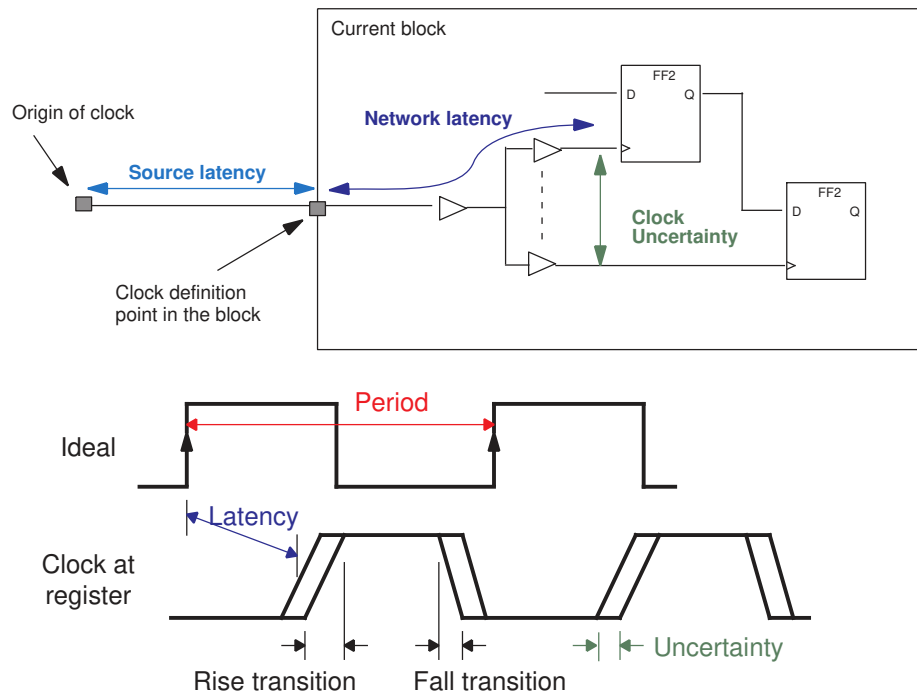 Current block
FF2
D
Q
Origin of clock
Network latency
Source latency
FF2
D
Q
Clock
Uncertainty
Clock definition
point in the block
Period
Ideal
Latency
Clock at
register
Uncertainty
Rise transition
Fall transition